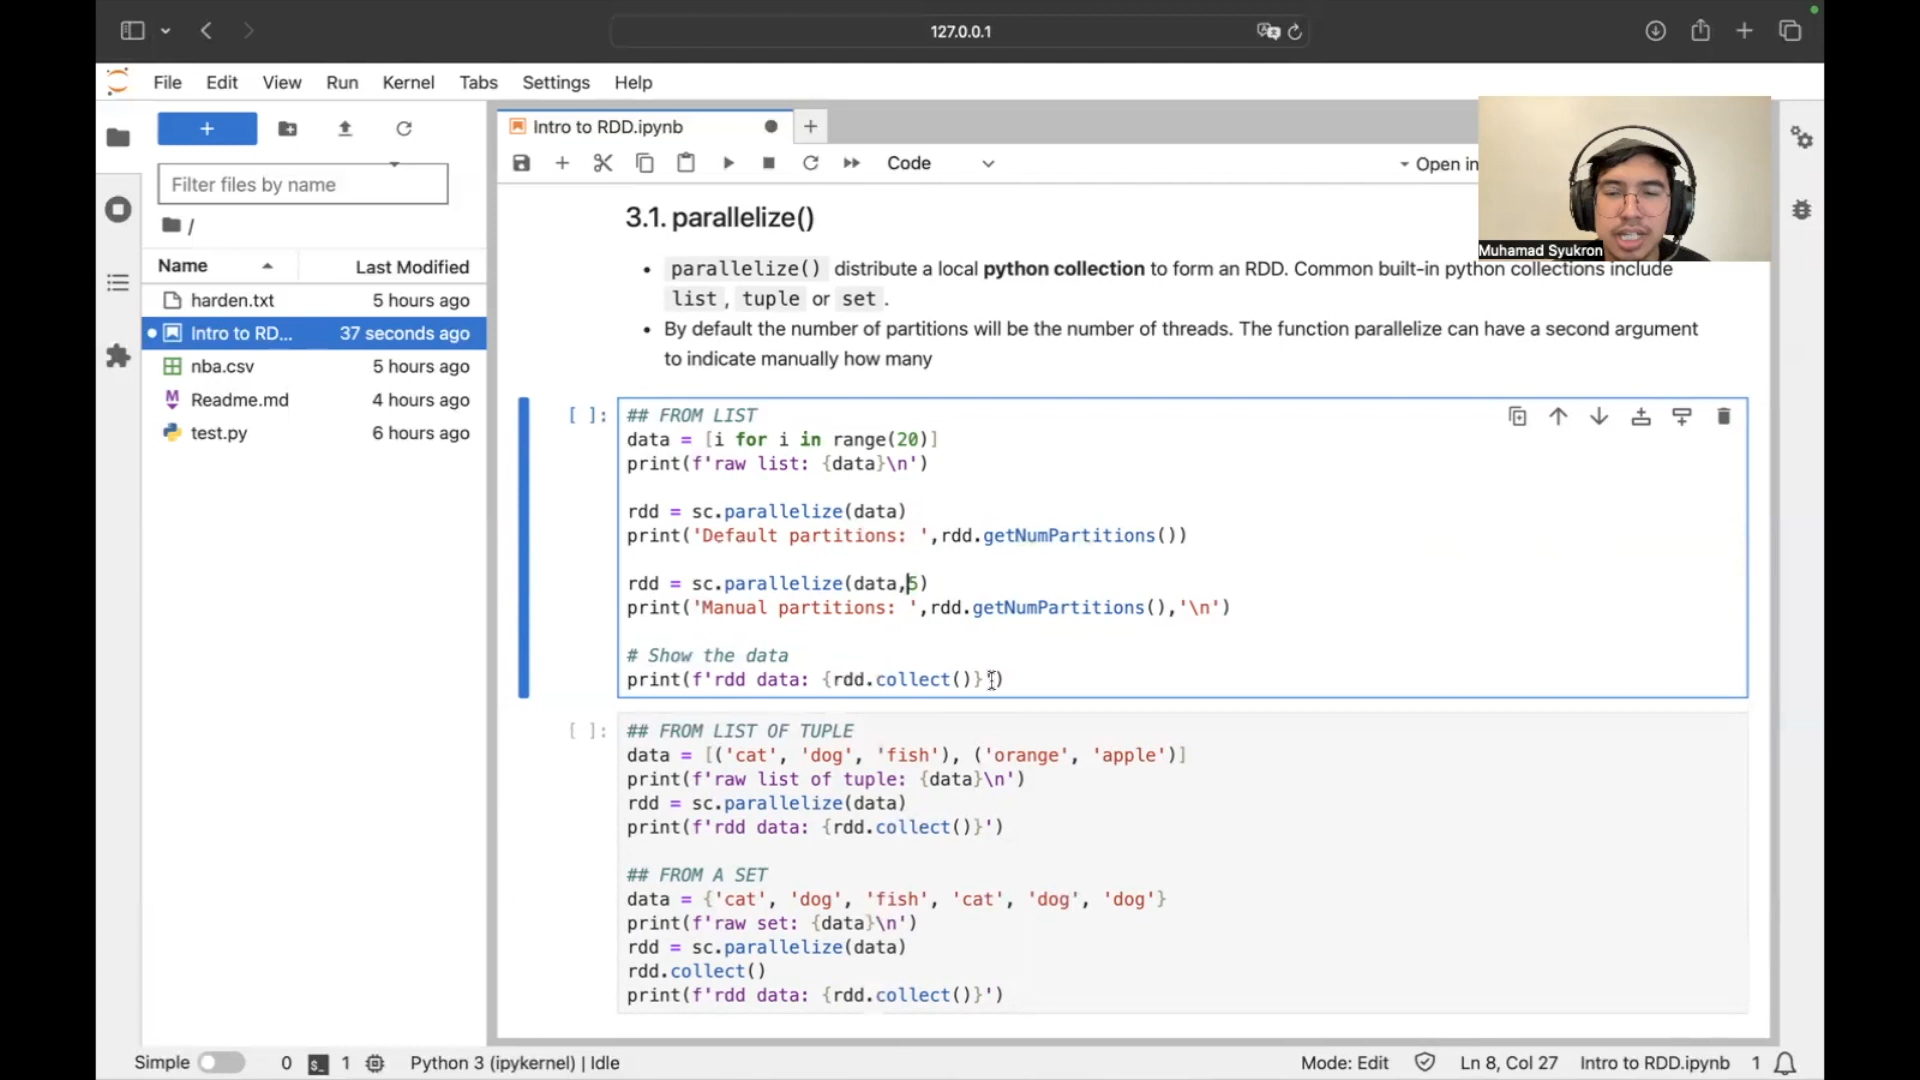 127.0.0.1
File Edit View Run Kernel Tabs Settings Help
+
Filter files by name
/
Name Last Modified
harden.txt 5 hours ago
Intro to RD... 37 seconds ago
nba.csv 5 hours ago
Readme.md 4 hours ago
test.py 6 hours ago
Intro to RDD.ipynb
Code
Open in
Muhamad Syukron
3.1. parallelize()
• parallelize() distribute a local python collection to form an RDD. Common built-in python collections include
list , tuple or set .
• By default the number of partitions will be the number of threads. The function parallelize can have a second argument
to indicate manually how many
[ ]: ## FROM LIST
data = [i for i in range(20)]
print(f'raw list: {data}\n')
rdd = sc.parallelize(data)
print('Default partitions: ',rdd.getNumPartitions())
rdd = sc.parallelize(data,5)
print('Manual partitions: ',rdd.getNumPartitions(),'\n')
# Show the data
print(f'rdd data: {rdd.collect()}')
[ ]: ## FROM LIST OF TUPLE
data = [('cat', 'dog', 'fish'), ('orange', 'apple')]
print(f'raw list of tuple: {data}\n')
rdd = sc.parallelize(data)
print(f'rdd data: {rdd.collect()}')
## FROM A SET
data = {'cat', 'dog', 'fish', 'cat', 'dog', 'dog'}
print(f'raw set: {data}\n')
rdd = sc.parallelize(data)
rdd.collect()
print(f'rdd data: {rdd.collect()}')
Simple 0 1 Python 3 (ipykernel) | Idle Mode: Edit Ln 8, Col 27 Intro to RDD.ipynb 1